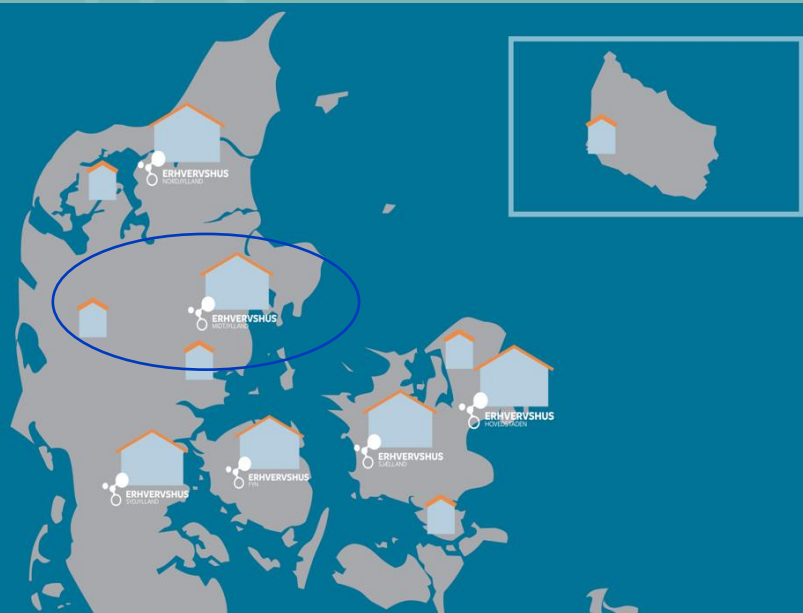 ERHVERVSHUS
NORDJYLLAND
ERHVERVSHUS
MIDTJYLLAND
ERHVERVSHUS
HOVEDSTADEN
ERHVERVSHUS
SJÆLLAND
ERHVERVSHUS
FYN
ERHVERVSHUS
SYDJYLLAND